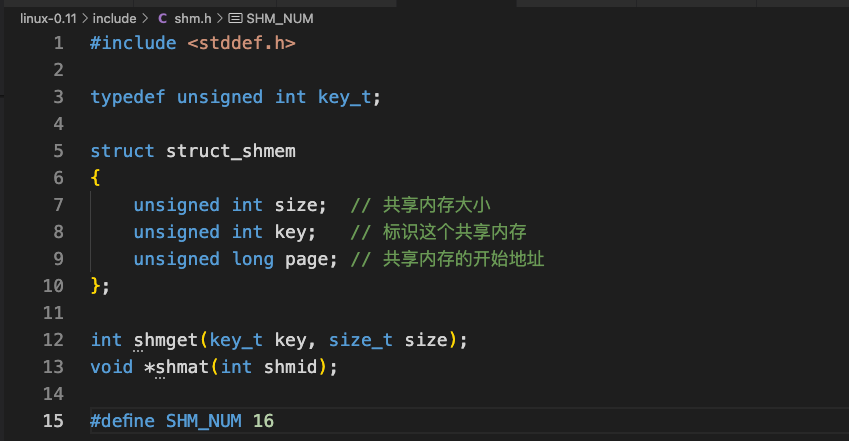 linux-0.11 > include > C shm.h > SHM_NUM
1 #include <stddef.h>
2
3 typedef unsigned int key_t;
4
5 struct struct_shmem
6 {
7 unsigned int size; // 共享内存大小
8 unsigned int key; // 标识这个共享内存
9 unsigned long page; // 共享内存的开始地址
10 };
11
12 int shmget(key_t key, size_t size);
13 void *shmat(int shmid);
14
15 #define SHM_NUM 16